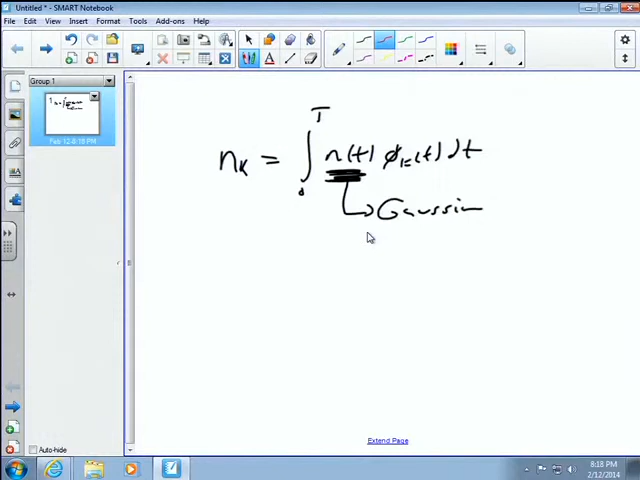 Untitled * - SMART Notebook
File Edit View Insert Format Tools Add-ons Help
Group 1
Feb 12-8:18 PM
n_k = ∫₀ᵀ n(t) φ_k(t) dt
Gaussian
Extend Page
Auto-hide
8:18 PM
2/12/2014